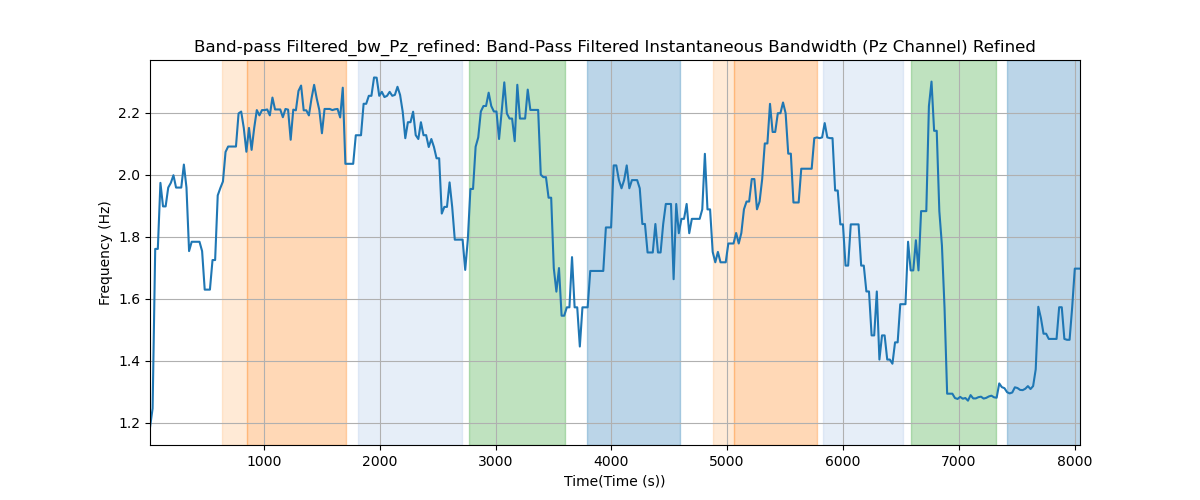 Band-pass Filtered_bw_Pz_refined: Band-Pass Filtered Instantaneous Bandwidth (Pz Channel) Refined
2.2
2.0
1.8
1.6
1.4
1.2
Frequency (Hz)
1000 2000 3000 4000 5000 6000 7000 8000
Time(Time (s))